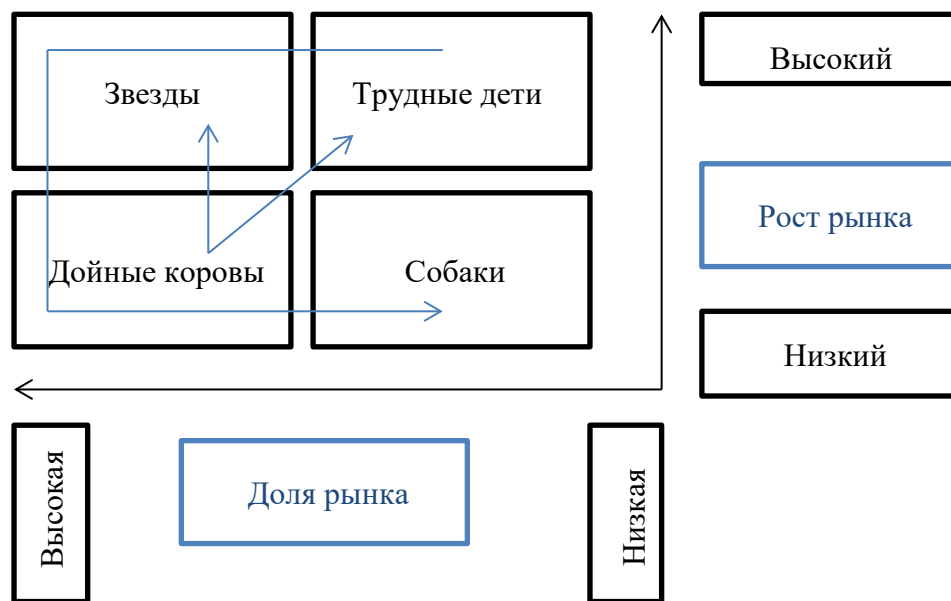 Звезды
Трудные дети
Высокий
Рост рынка
Дойные коровы
Собаки
Низкий
Высокая
Доля рынка
Низкая